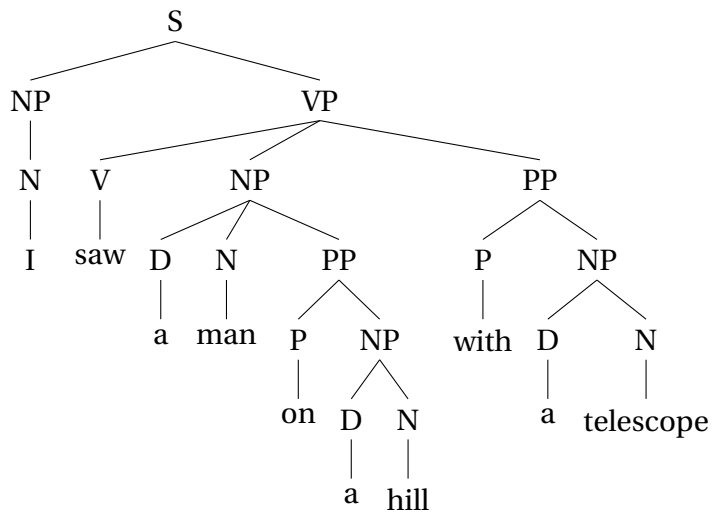 S
NP VP
N V NP PP
I saw D N PP P NP
a man P NP with D N
on D N a telescope
a hill